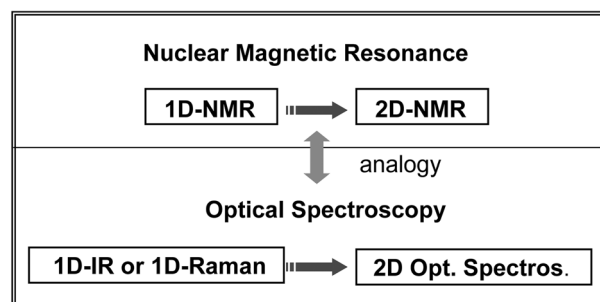 Nuclear Magnetic Resonance
1D-NMR 2D-NMR
analogy
Optical Spectroscopy
1D-IR or 1D-Raman 2D Opt. Spectros.